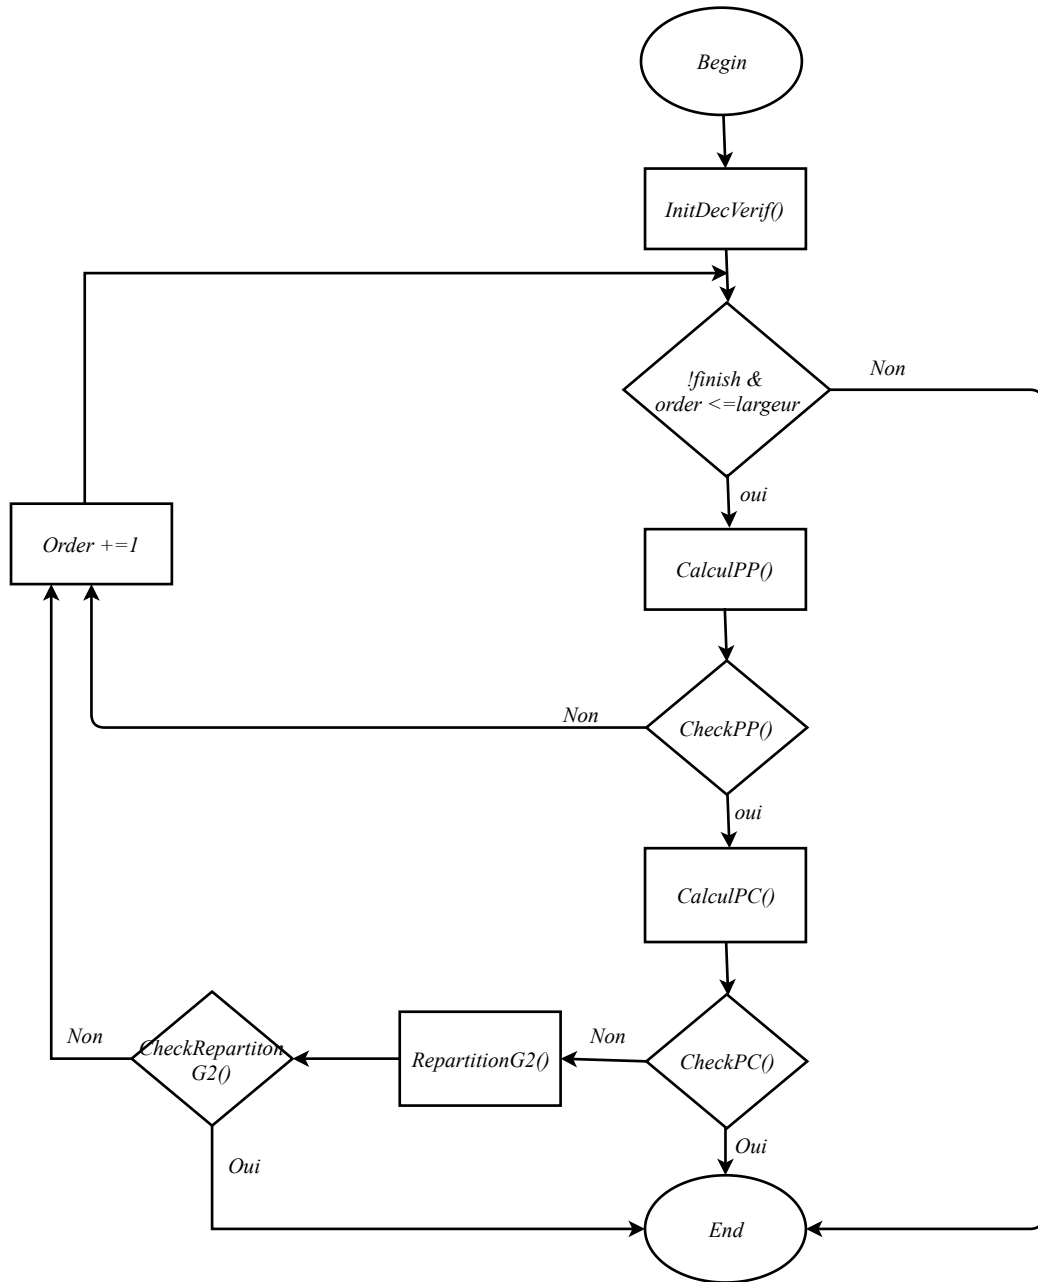 Begin
InitDecVerif()
Non
!finish &
order <=largeur
oui
Order +=1
CalculPP()
Non
CheckPP()
oui
CalculPC()
Non
CheckRepartiton
G2()
RepartitionG2()
Non
CheckPC()
Oui
Oui
End